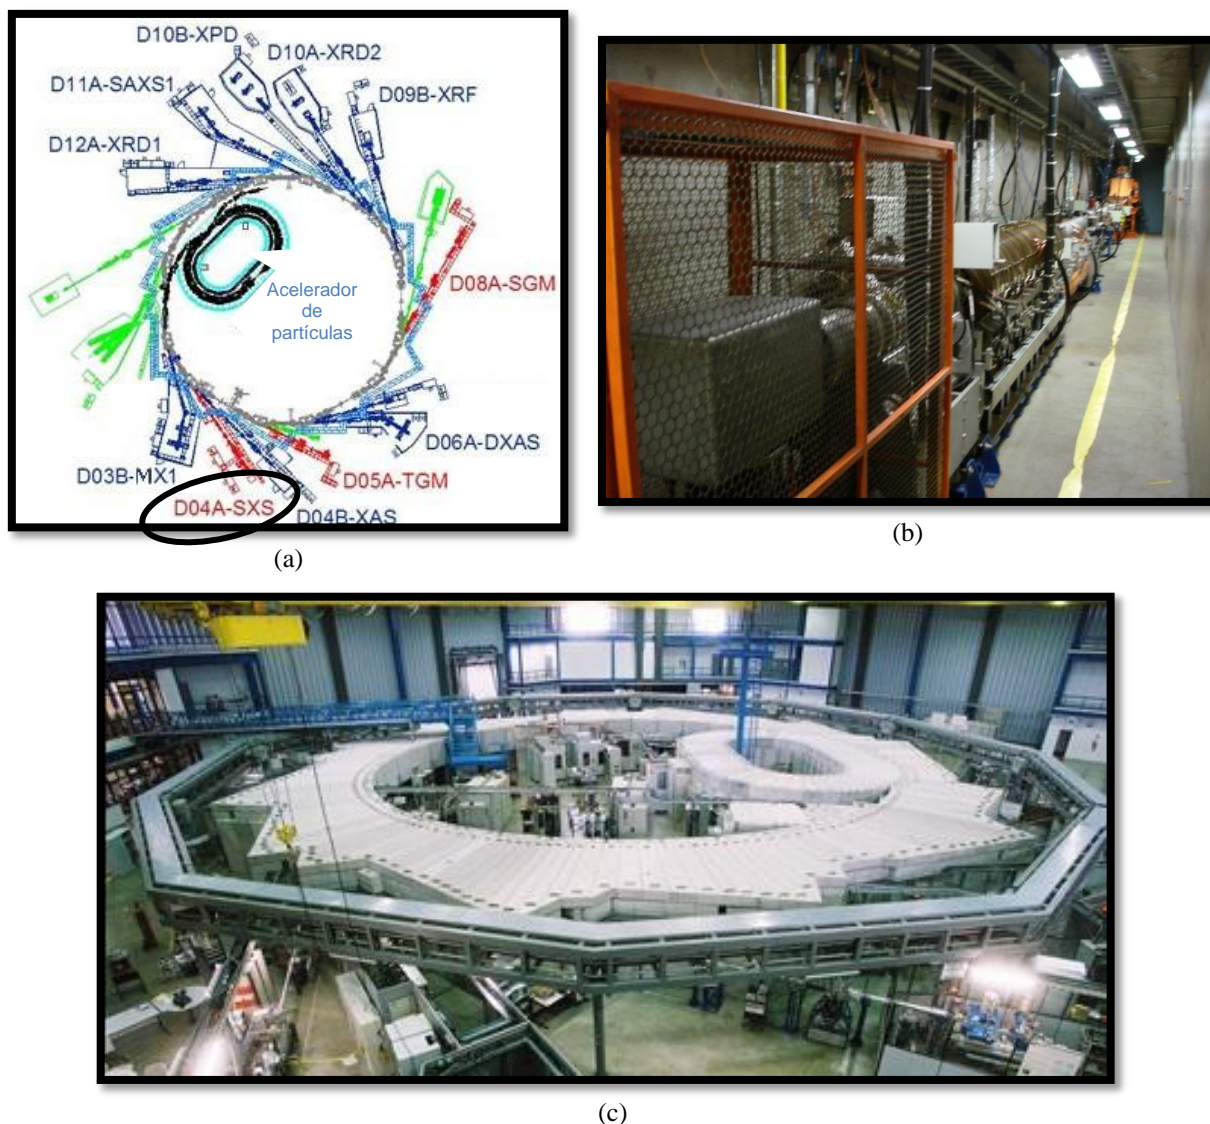 D10B-XPD
D10A-XRD2
D11A-SAXS1
D09B-XRF
D12A-XRD1
D08A-SGM
Acelerador
de
partículas
D06A-DXAS
D03B-MX1
D05A-TGM
D04A-SXS
D04B-XAS
(a)
(b)
(c)